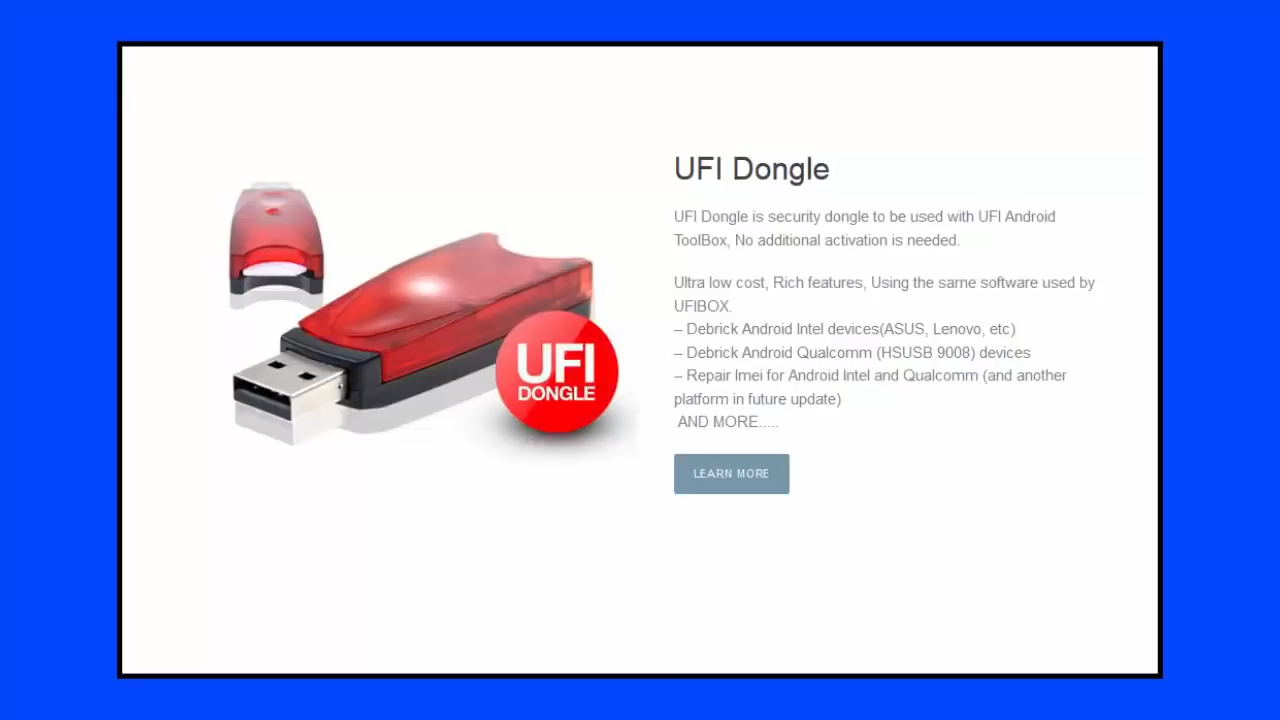 UFI Dongle
UFI Dongle is security dongle to be used with UFI Android
ToolBox, No additional activation is needed.
Ultra low cost, Rich features, Using the same software used by
UFIBOX.
– Debrick Android Intel devices(ASUS, Lenovo, etc)
– Debrick Android Qualcomm (HSUSB 9008) devices
– Repair Imei for Android Intel and Qualcomm (and another
platform in future update)
AND MORE.....
LEARN MORE
UFI
DONGLE